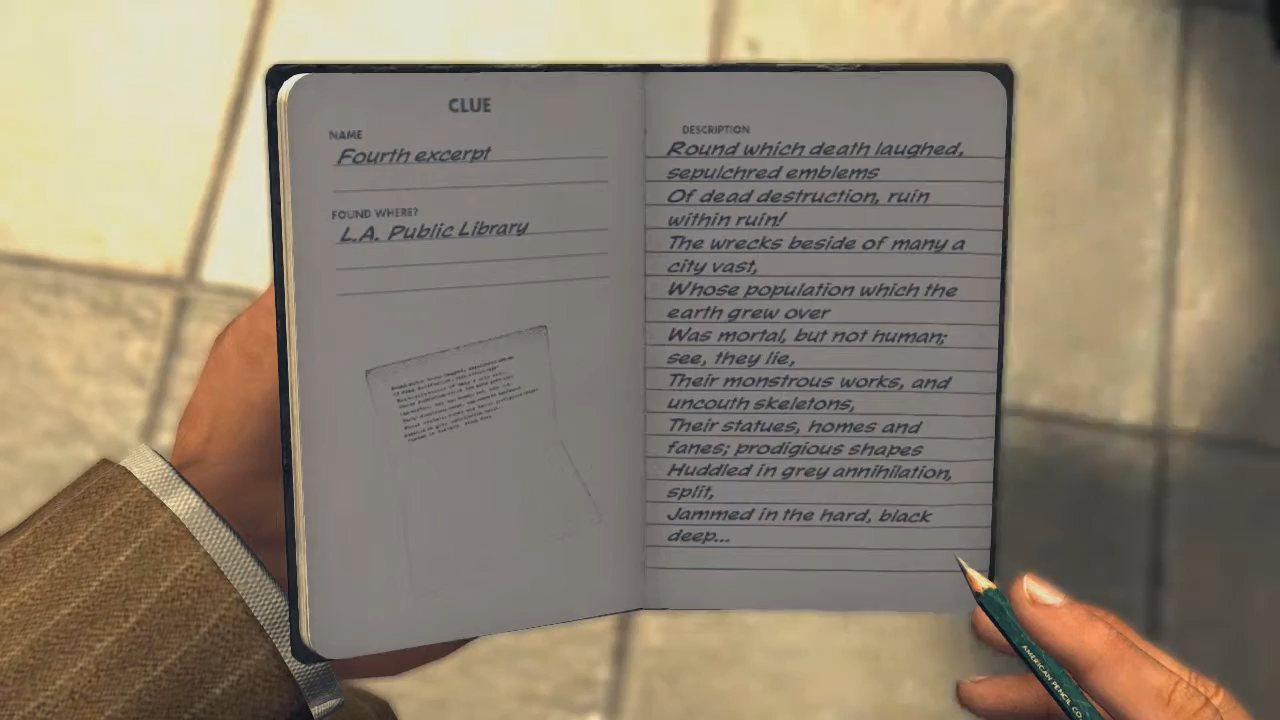 CLUE
NAME
Fourth excerpt
FOUND WHERE?
L.A. Public Library
DESCRIPTION
Round which death laughed,
sepulchred emblems
Of dead destruction, ruin
within ruin!
The wrecks beside of many a
city vast,
Whose population which the
earth grew over
Was mortal, but not human;
see, they lie,
Their monstrous works, and
uncouth skeletons,
Their statues, homes and
fanes; prodigious shapes
Huddled in grey annihilation,
split,
Jammed in the hard, black
deep...
AMERICAN PENCIL CO.